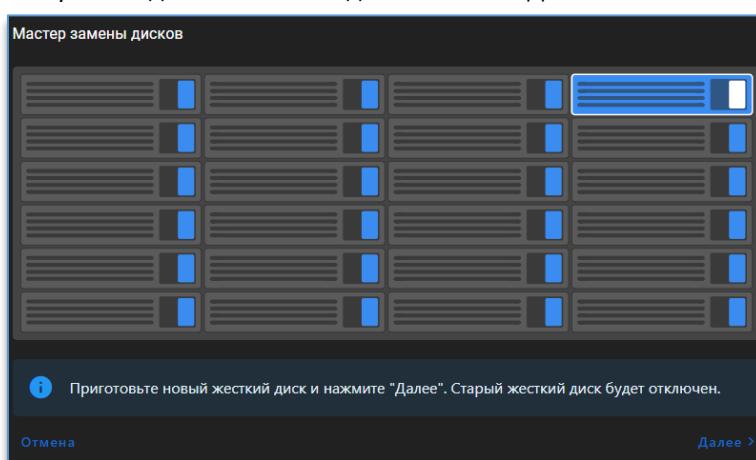 Мастер замены дисков
Приготовьте новый жесткий диск и нажмите "Далее". Старый жесткий диск будет отключен.
Отмена
Далее >